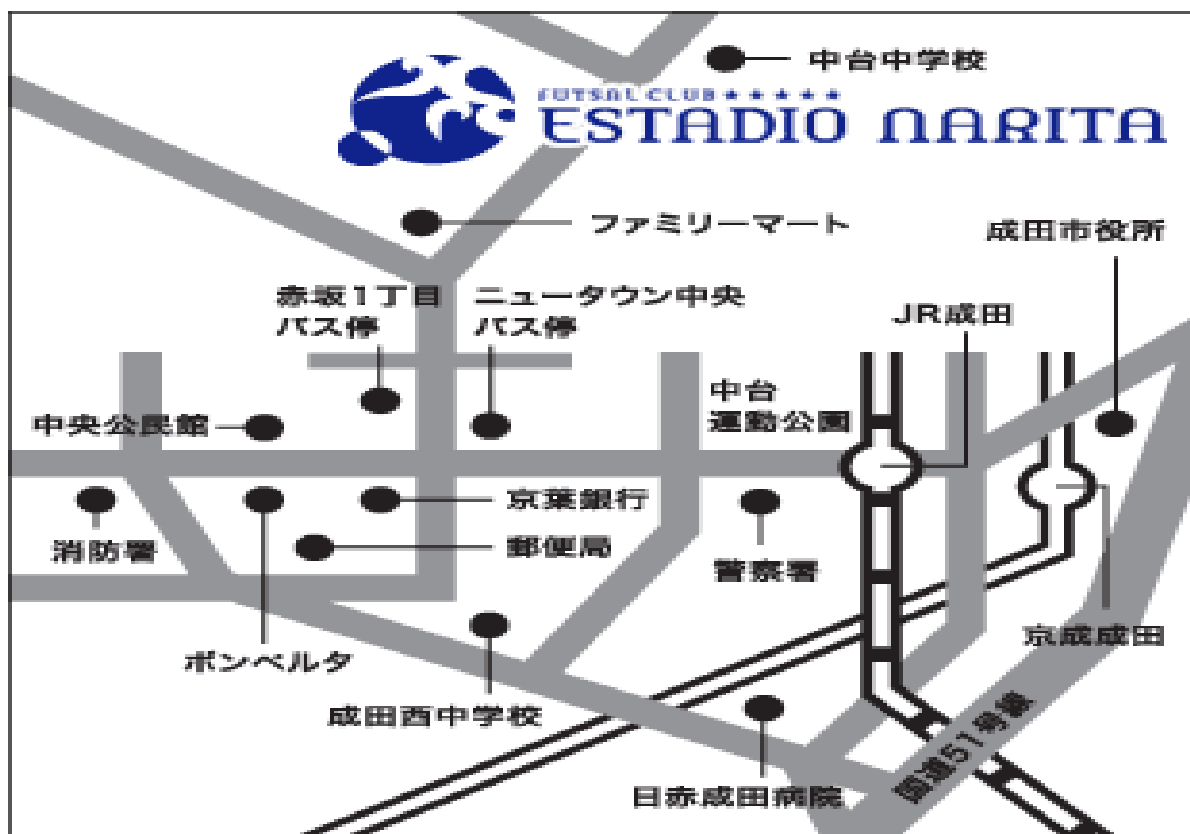 中台中学校
FUTSAL CLUB★★★★★
ESTADIO NARITA
ファミリーマート
成田市役所
赤坂1丁目
バス停
ニュータウン中央
バス停
JR成田
中台
運動公園
中央公民館
京葉銀行
消防署
郵便局
警察署
京成成田
ボンベルタ
成田西中学校
国道51号線
日赤成田病院